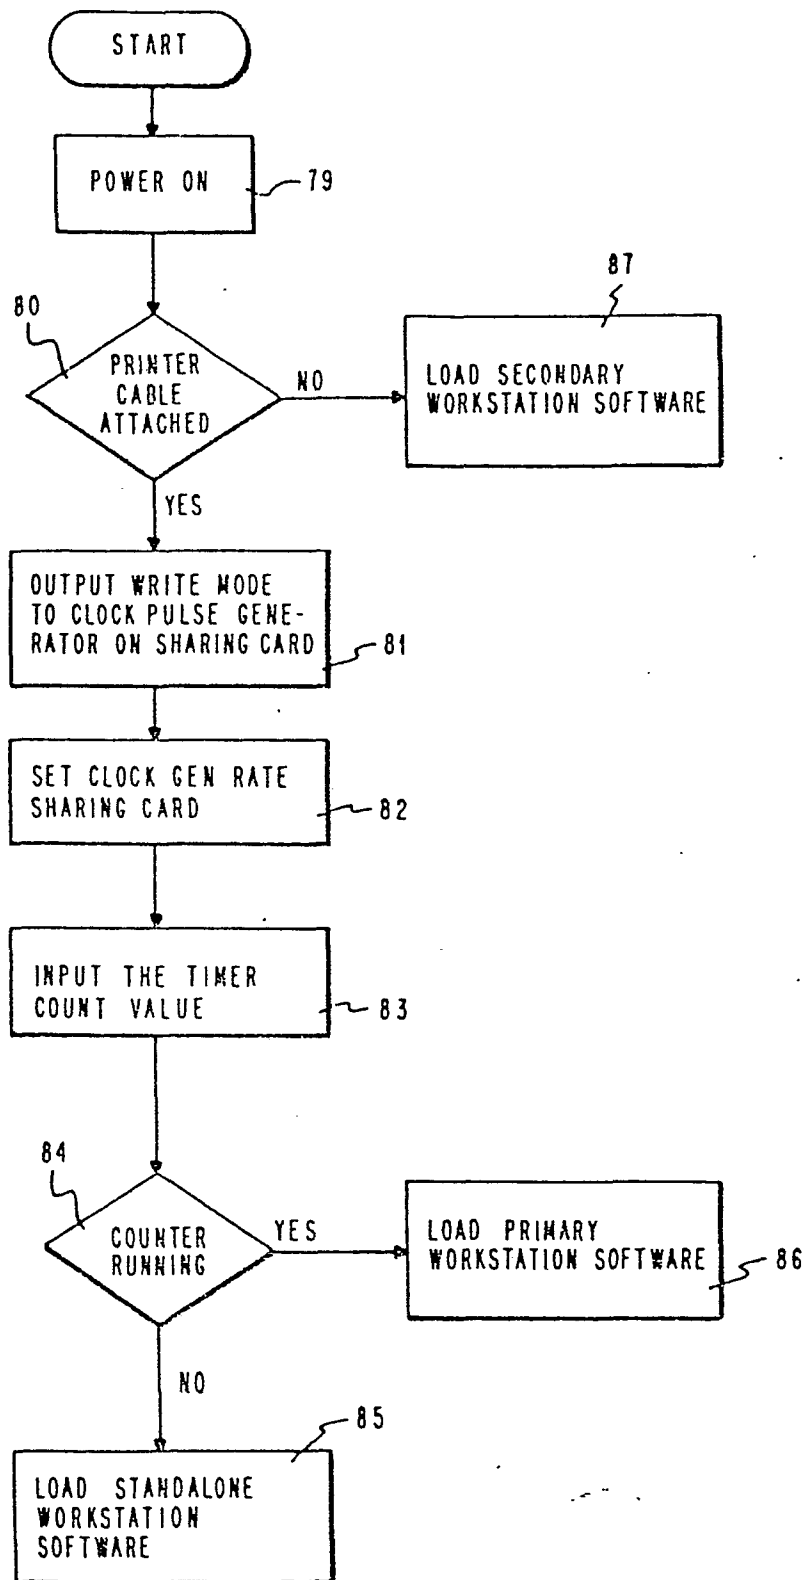 START
POWER ON
79
87
80
PRINTER
CABLE
ATTACHED
NO
LOAD SECONDARY
WORKSTATION SOFTWARE
YES
OUTPUT WRITE MODE
TO CLOCK PULSE GENE-
RATOR ON SHARING CARD
81
SET CLOCK GEN RATE
SHARING CARD
82
INPUT THE TIMER
COUNT VALUE
83
84
COUNTER
RUNNING
YES
LOAD PRIMARY
WORKSTATION SOFTWARE
86
NO
85
LOAD STANDALONE
WORKSTATION
SOFTWARE